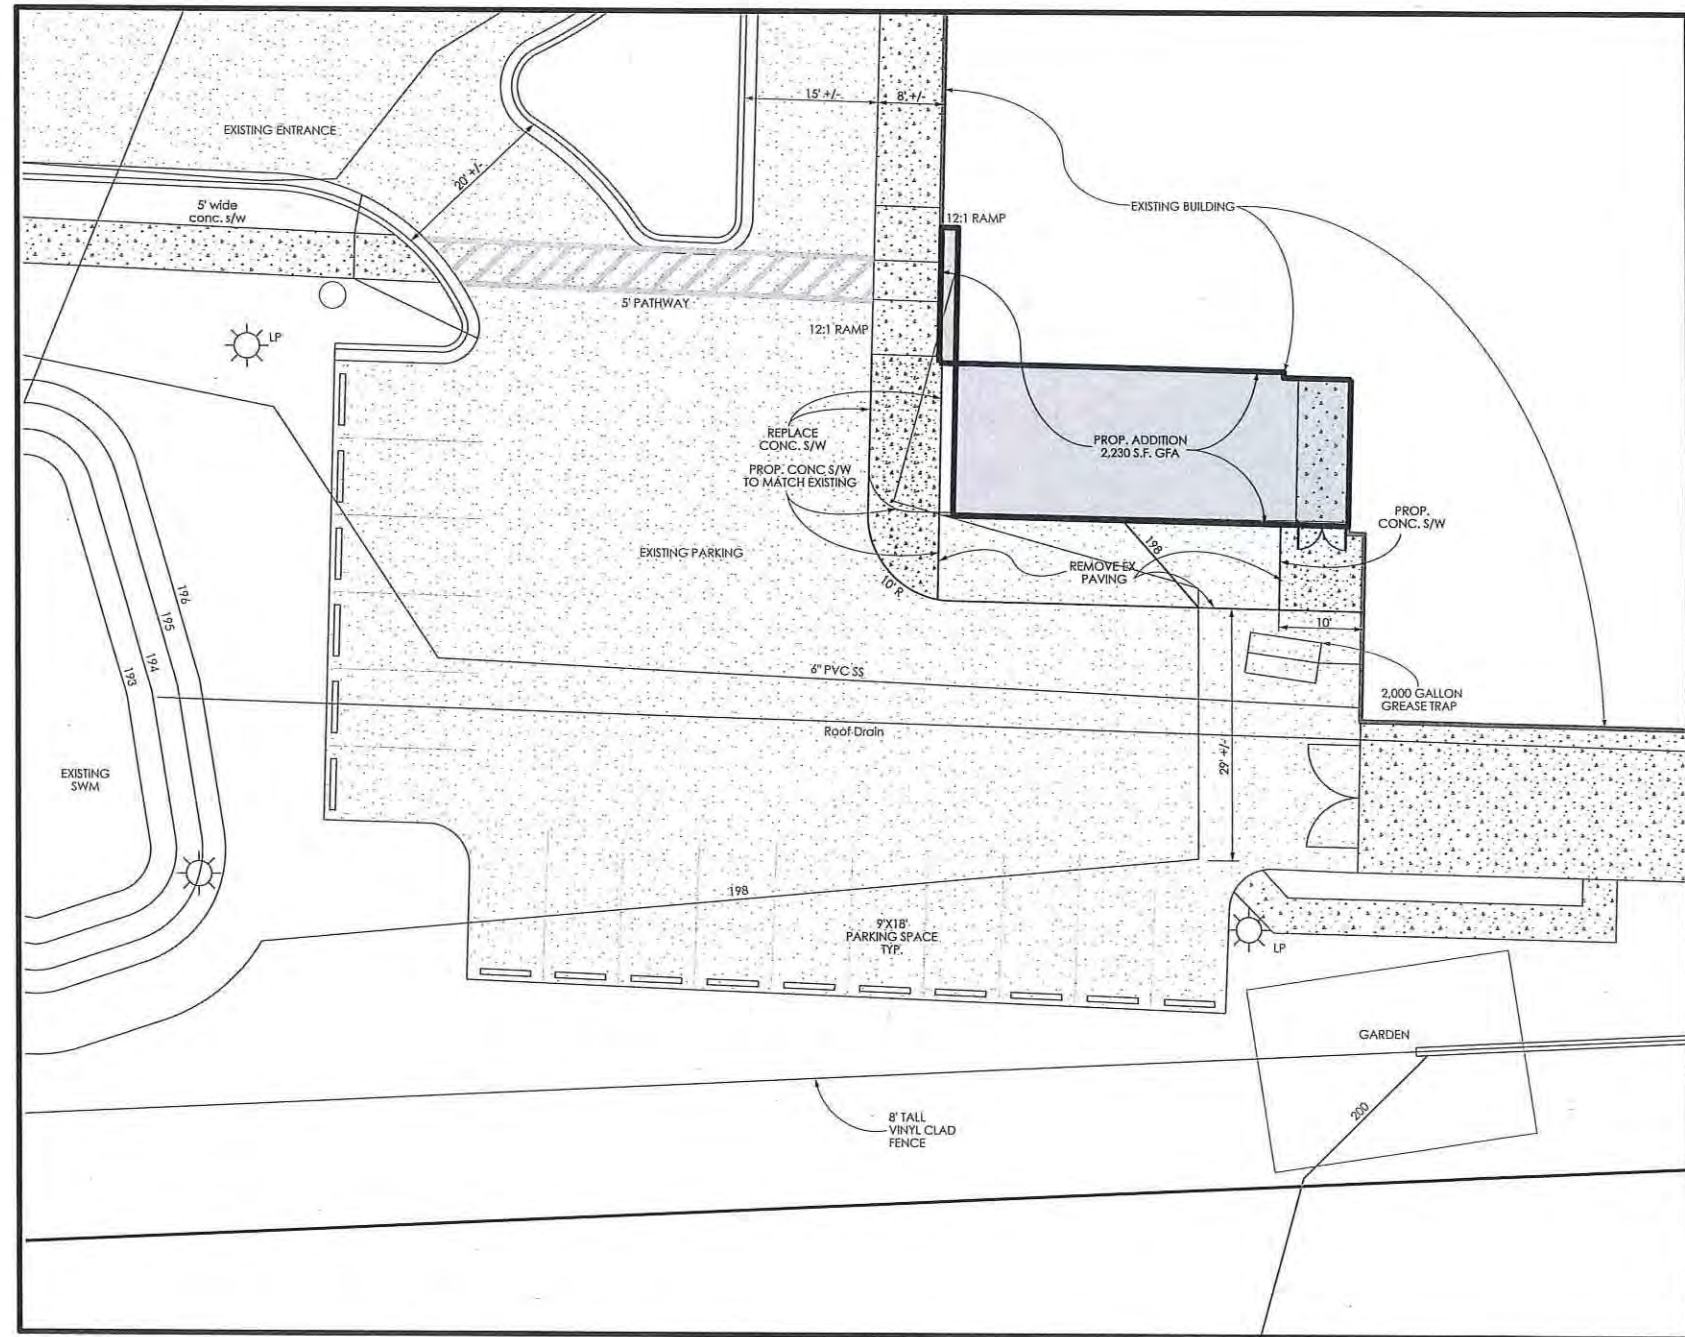 15' +/-
8' +/-
EXISTING ENTRANCE
20' +/-
5' wide
conc. s/w
EXISTING BUILDING
12:1 RAMP
5' PATHWAY
12:1 RAMP
LP
REPLACE
CONC. S/W
PROP. CONC S/W
TO MATCH EXISTING
PROP. ADDITION
2,230 S.F. GFA
PROP.
CONC. S/W
EXISTING PARKING
198
REMOVE EX.
PAVING
10' R
196
195
194
193
10'
6" PVC SS
2,000 GALLON
GREASE TRAP
Roof Drain
29' +/-
EXISTING
SWM
198
9'X18'
PARKING SPACE
TYP.
LP
GARDEN
8' TALL
VINYL CLAD
FENCE
200